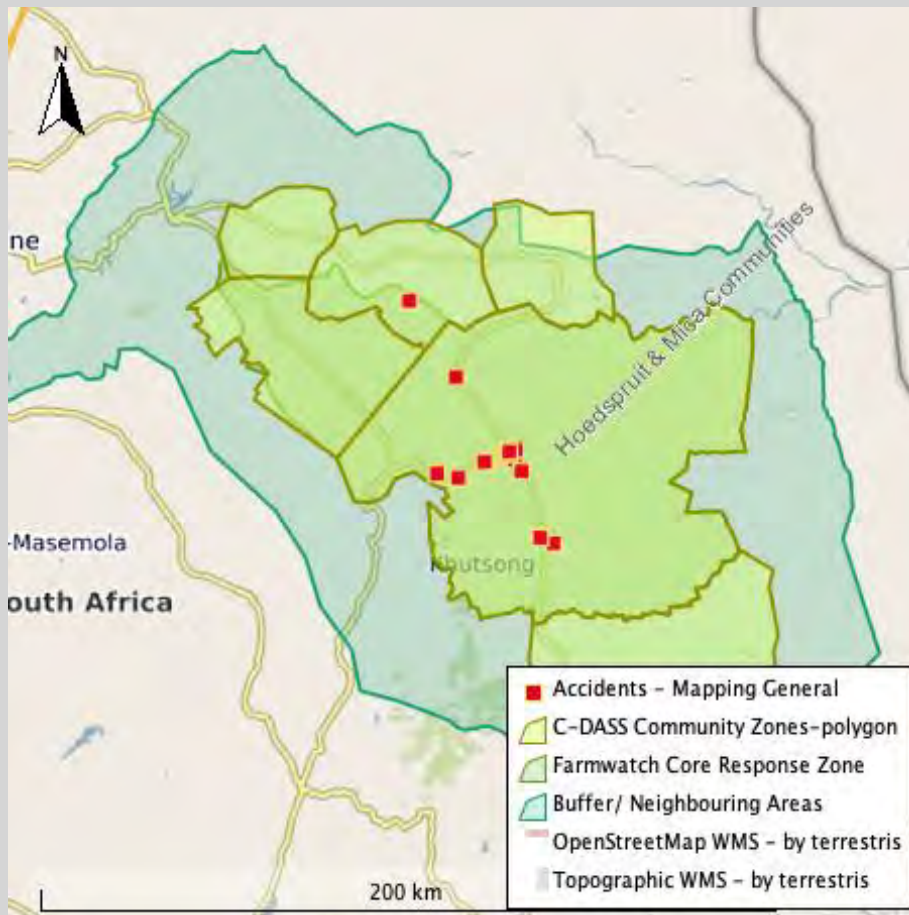 N
ne
Hoedspruit & Mica Communities
-Masemola
Khutsong
outh Africa
Accidents - Mapping General
C-DASS Community Zones-polygon
Farmwatch Core Response Zone
Buffer/ Neighbouring Areas
OpenStreetMap WMS - by terrestris
Topographic WMS - by terrestris
200 km